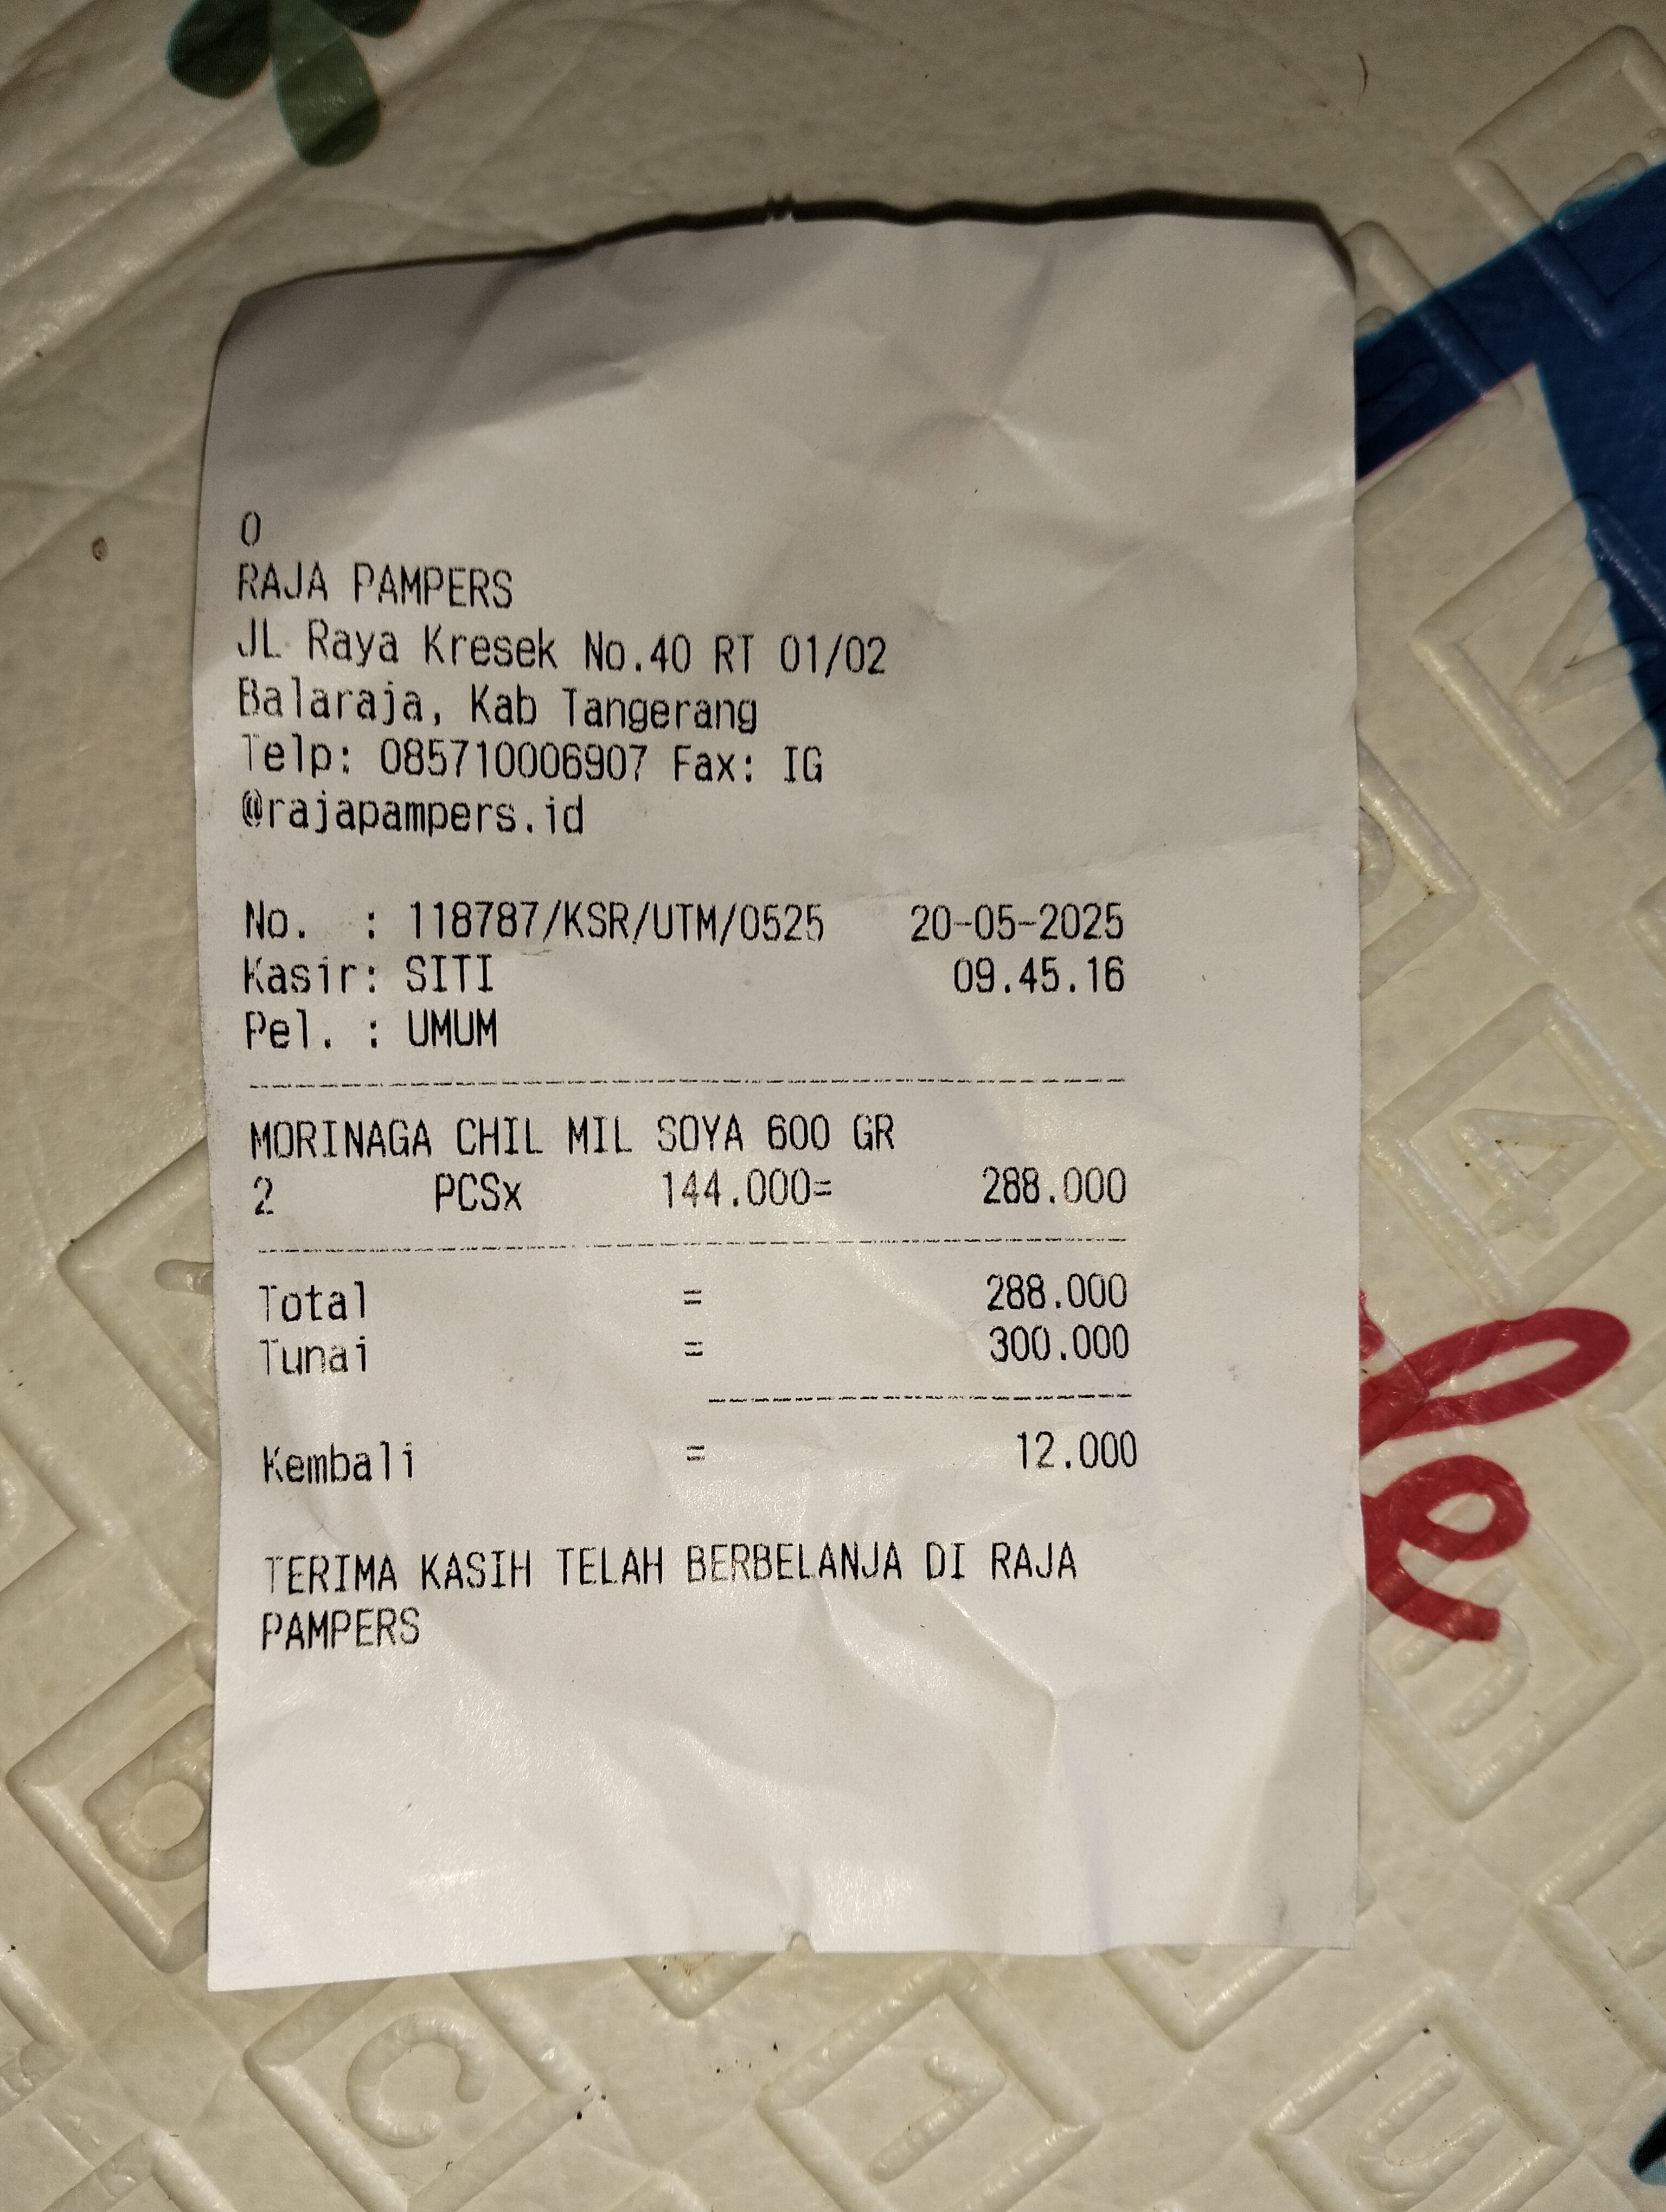 0
RAJA PAMPERS
JL Raya Kresek No.40 RT 01/02
Balaraja, Kab Tangerang
Telp: 085710006907 Fax: IG
@rajapampers.id
No. : 118787/KSR/UTM/0525 20-05-2025
Kasir: SITI 09.45.16
Pel. : UMUM
MORINAGA CHIL MIL SOYA 600 GR
2 PCSx 144.000= 288.000
Total = 288.000
Tunai = 300.000
Kembali = 12.000
TERIMA KASIH TELAH BERBELANJA DI RAJA
PAMPERS